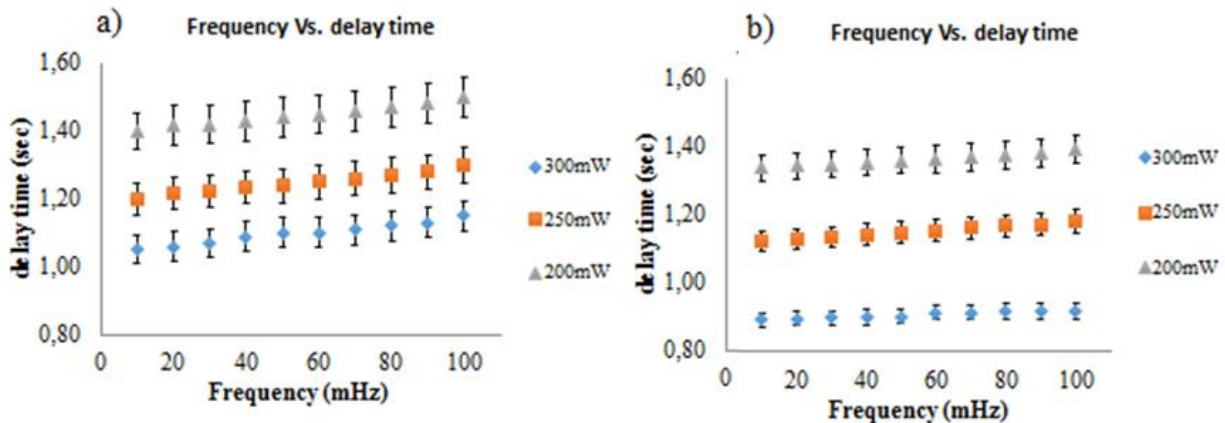 a)
Frequency Vs. delay time
1,60
1,40
1,20
1,00
0,80
delay time (sec)
0 20 40 60 80 100
Frequency (mHz)
300mW
250mW
200mW
b)
Frequency Vs. delay time
1,60
1,40
1,20
1,00
0,80
delay time (sec)
0 20 40 60 80 100
Frequency (mHz)
300mW
250mW
200mW